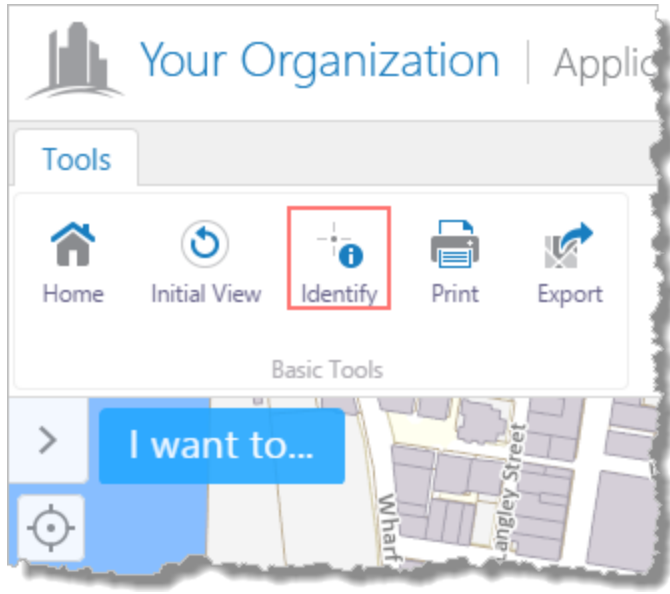 Your Organization | Applic
Tools
Home Initial View Identify Print Export
Basic Tools
I want to...
Wharf
Langley Street